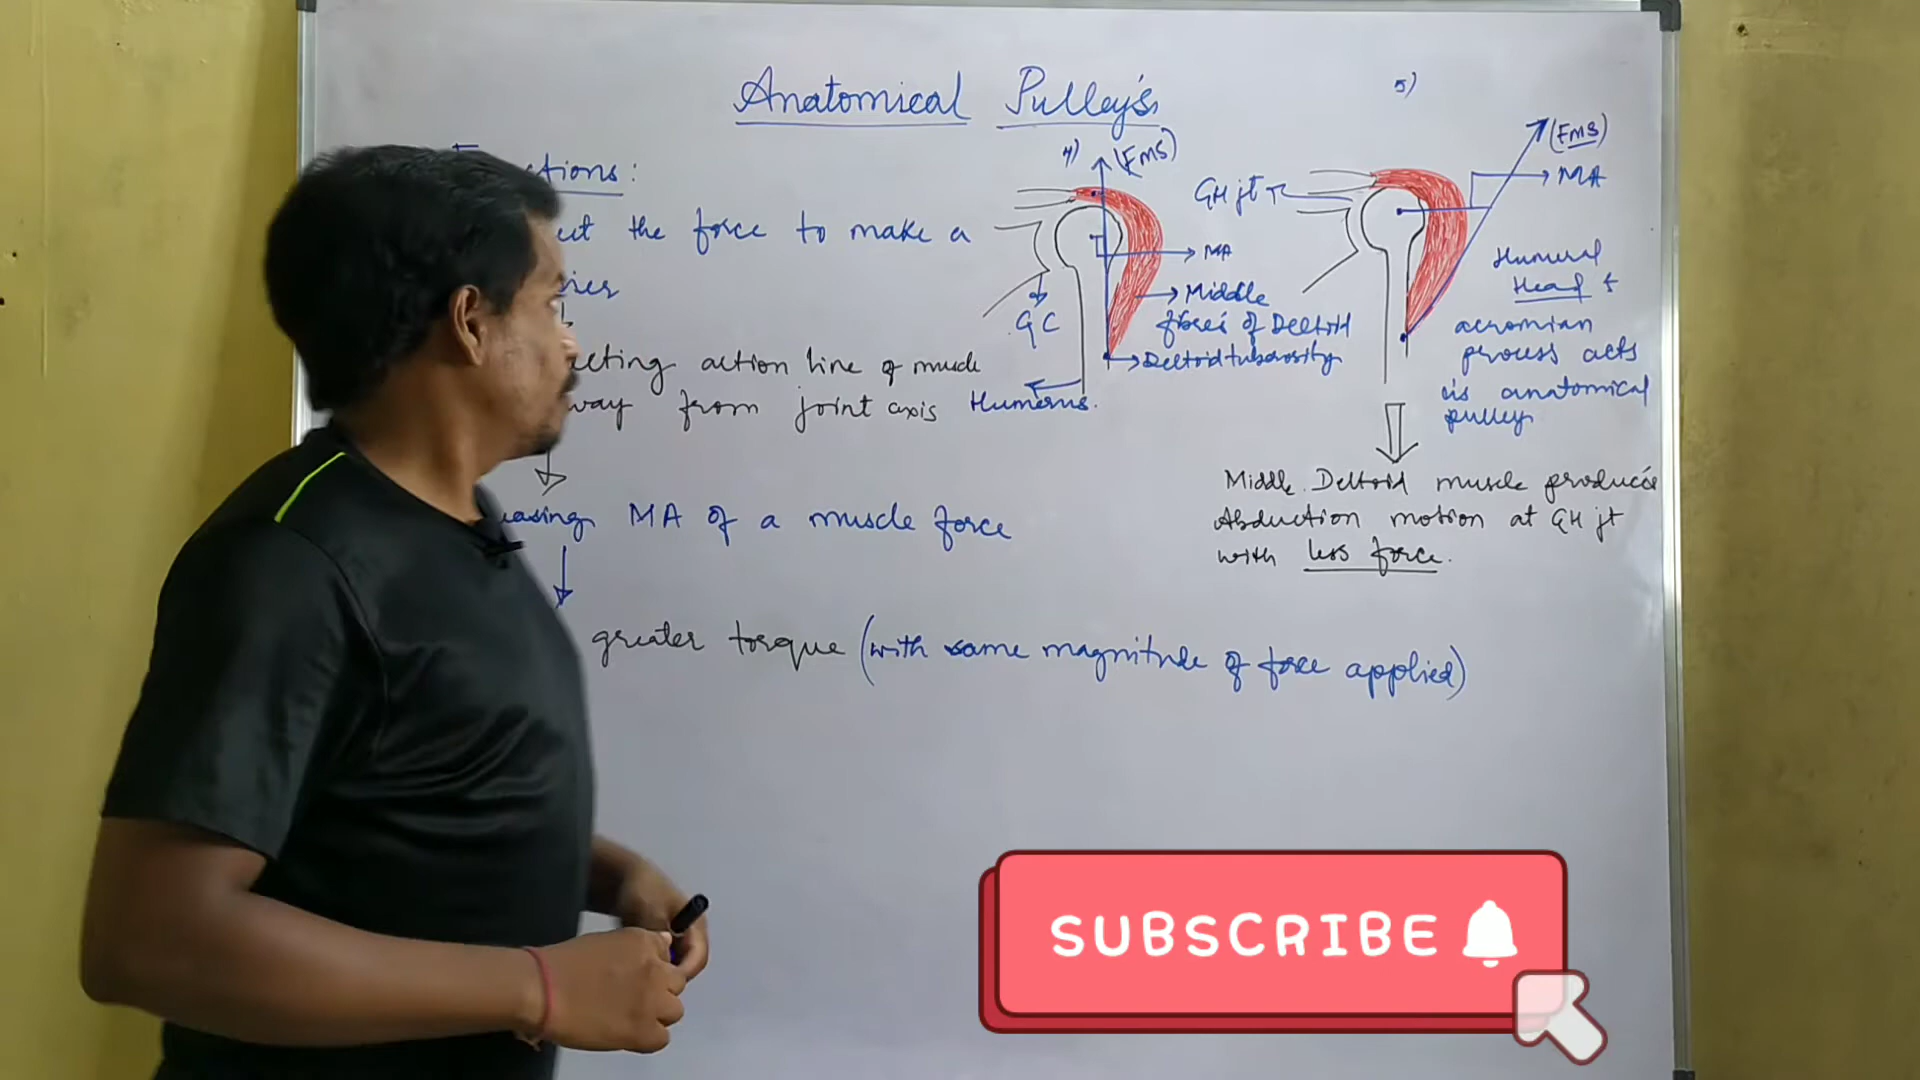 Anatomical Pulley's
ctions:
the force to make a
deflecting action line of muscle
way from joint axis
easing MA of a muscle force
greater torque (with same magnitude of force applied)
4)
(FMS)
MA
Middle
fibres of Deltoid
Deltoid tuberosity
GC
Humerus.
5)
(FMS)
MA
GH jt
Humeral
Head &
acromian
process acts
as anatomical
pulley
Middle Deltoid muscle produces
Abduction motion at GH jt
with less force.
SUBSCRIBE